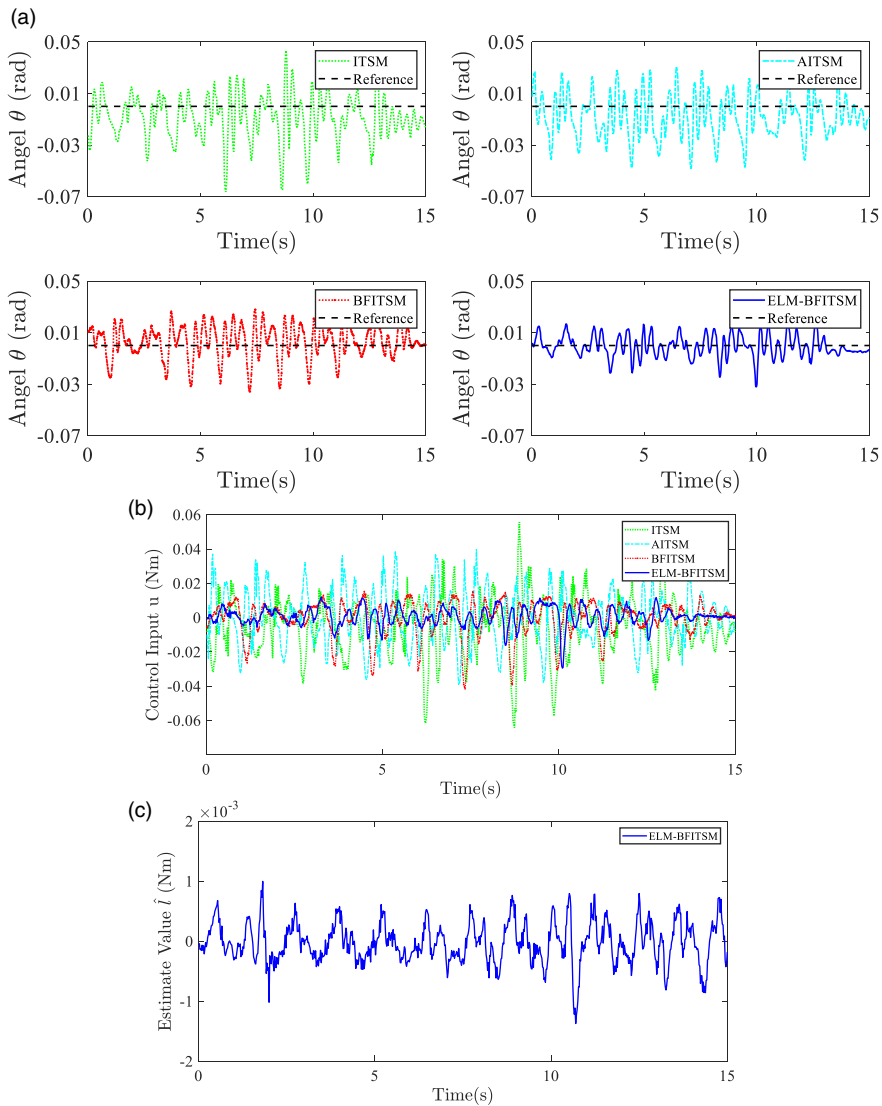 (a)
0.05
0.01
-0.03
-0.07
Angel θ (rad)
ITSM
Reference
0
5
10
15
Time(s)
0.05
0.01
-0.03
-0.07
Angel θ (rad)
AITSM
Reference
0
5
10
15
Time(s)
0.05
0.01
-0.03
-0.07
Angel θ (rad)
BFITSM
Reference
0
5
10
15
Time(s)
0.05
0.01
-0.03
-0.07
Angel θ (rad)
ELM-BFITSM
Reference
0
5
10
15
Time(s)
(b)
0.06
0.04
0.02
0
-0.02
-0.04
-0.06
Control Input u (Nm)
ITSM
AITSM
BFITSM
ELM-BFITSM
0
5
10
15
Time(s)
(c)
×10⁻³
2
1
0
-1
-2
Estimate Value l̂ (Nm)
ELM-BFITSM
0
5
10
15
Time(s)